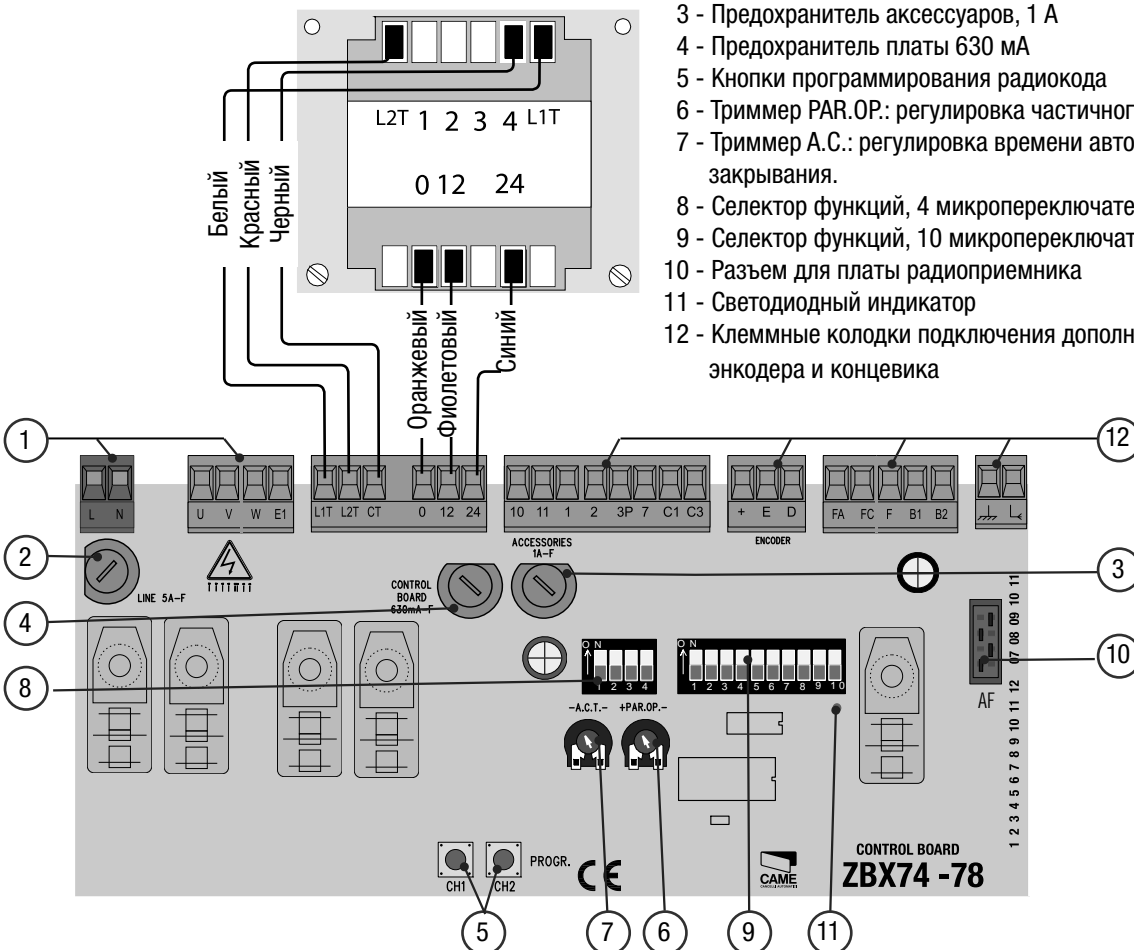 3 - Предохранитель аксессуаров, 1 А
4 - Предохранитель платы 630 мА
5 - Кнопки программирования радиокода
6 - Триммер PAR.OP.: регулировка частичног
7 - Триммер A.C.: регулировка времени авто
закрывания.
8 - Селектор функций, 4 микропереключате
9 - Селектор функций, 10 микропереключат
10 - Разъем для платы радиоприемника
11 - Светодиодный индикатор
12 - Клеммные колодки подключения дополн
энкодера и концевика
L2T 1 2 3 4 L1T
0 12 24
Белый
Красный
Черный
Оранжевый
Фиолетовый
Синий
1
12
L N
U V W E1
L1T L2T CT 0 12 24
10 11 1 2 3P 7 C1 C3
+ E D
ENCODER
FA FC F B1 B2
2
LINE 5A-F
CONTROL
BOARD
630mA-F
ACCESSORIES
1A-F
3
4
8
ON
1 2 3 4
ON
1 2 3 4 5 6 7 8 9 10
10
AF
1 2 3 4 5 6 7 8 9 10 11 12 07 08 09 10 11
-A.C.T.-
+PAR.OP.-
CH1
CH2
PROGR.
CE
CAME
CANCELLI AUTOMATICI
CONTROL BOARD
ZBX74 -78
5
7
6
9
11